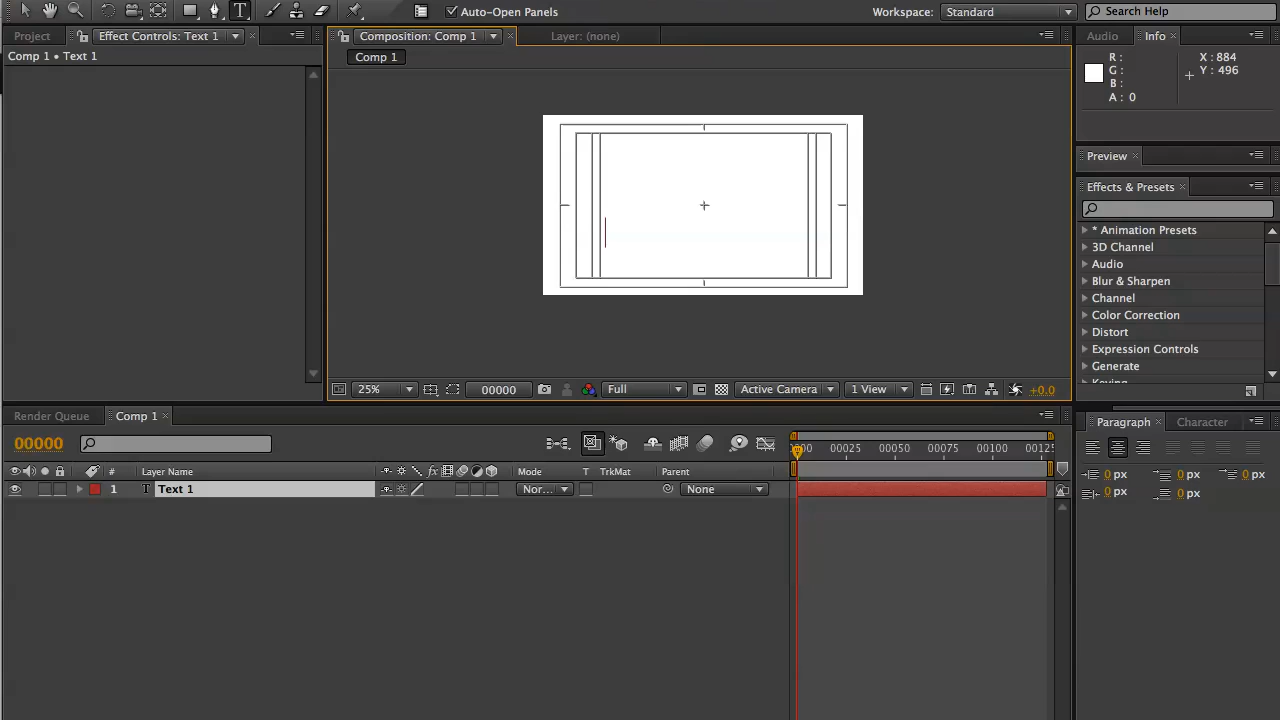 Auto-Open Panels Workspace: Standard Search Help
Project Effect Controls: Text 1 Composition: Comp 1 Layer: (none) Audio Info
Comp 1 • Text 1 Comp 1
R : X : 884
G : Y : 496
B :
A : 0
Preview
Effects & Presets
* Animation Presets
3D Channel
Audio
Blur & Sharpen
Channel
Color Correction
Distort
Expression Controls
Generate
25% 00000 Full Active Camera 1 View +0.0
Render Queue Comp 1 Paragraph Character
00000 00025 00050 00075 00100
# Layer Name Mode T TrkMat Parent
1 T Text 1 Nor... None
0 px 0 px 0 px
0 px 0 px